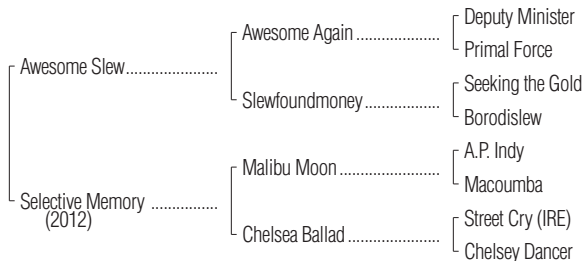 Deputy Minister
Awesome Again ..................
Primal Force
Awesome Slew....................
Seeking the Gold
Slewfoundmoney................
Borodislew
A.P. Indy
Malibu Moon .....................
Macoumba
Selective Memory ...............
(2012)
Street Cry (IRE)
Chelsea Ballad ...................
Chelsey Dancer